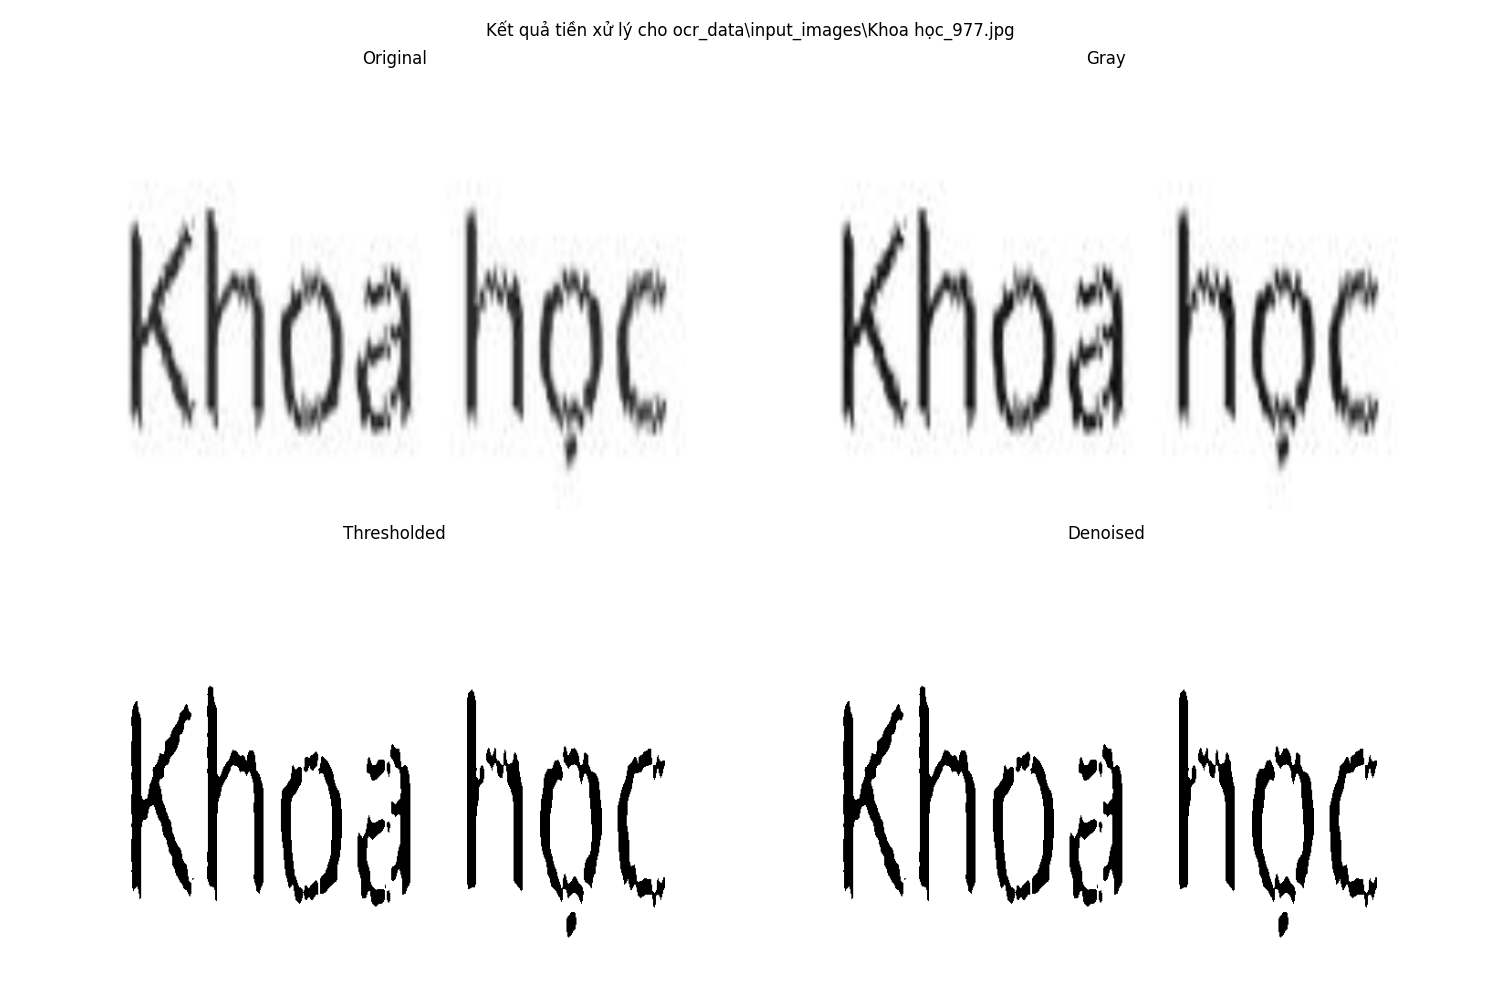 Kết quả tiền xử lý cho ocr_data\input_images\Khoa học_977.jpg
Original
Gray
Khoa học
Khoa học
Thresholded
Denoised
Khoa học
Khoa học